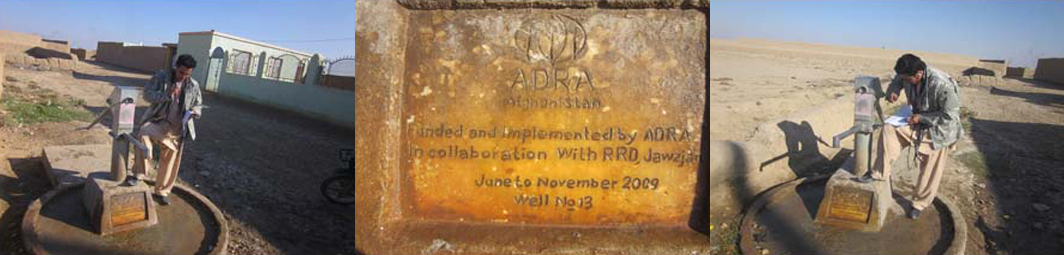 ADRA
Afghanistan
Funded and implemented by ADRA
in collaboration With RRD, Jawzjan
June to November 2009
Well No 13